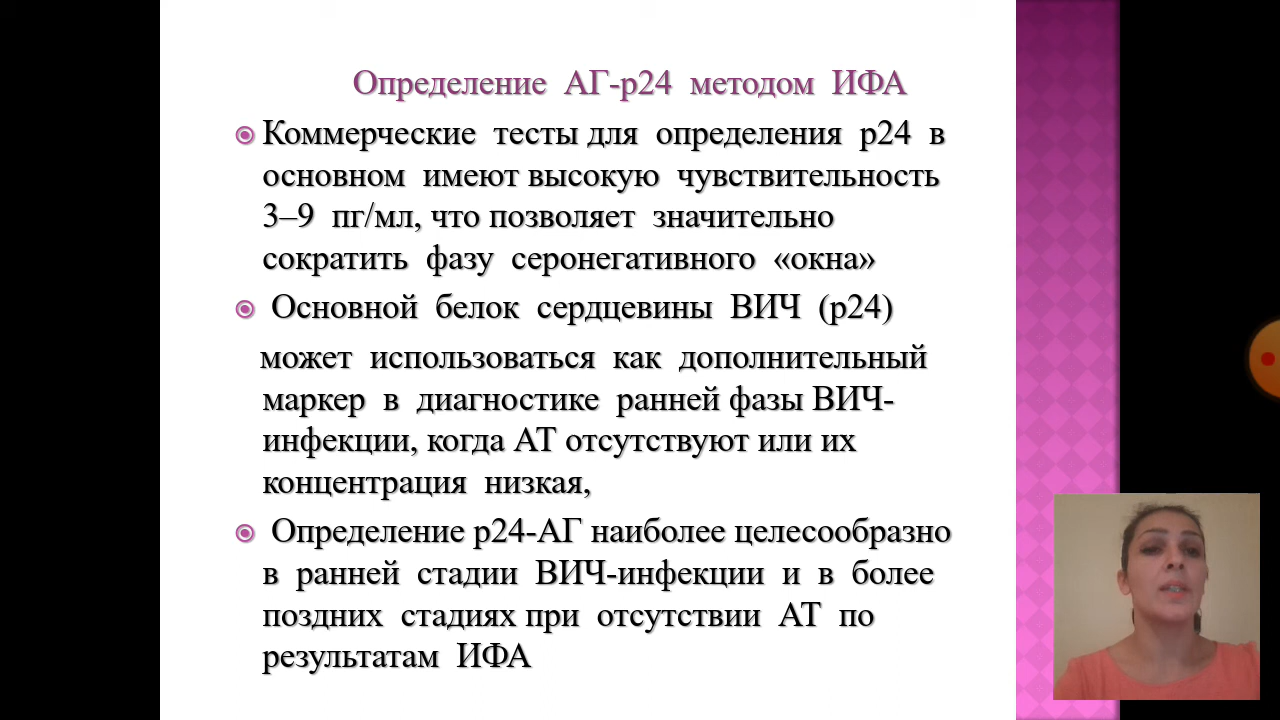 Определение АГ-р24 методом ИФА
Коммерческие тесты для определения р24 в
основном имеют высокую чувствительность
3–9 пг/мл, что позволяет значительно
сократить фазу серонегативного «окна»
Основной белок сердцевины ВИЧ (р24)
может использоваться как дополнительный
маркер в диагностике ранней фазы ВИЧ-
инфекции, когда АТ отсутствуют или их
концентрация низкая,
Определение р24-АГ наиболее целесообразно
в ранней стадии ВИЧ-инфекции и в более
поздних стадиях при отсутствии АТ по
результатам ИФА